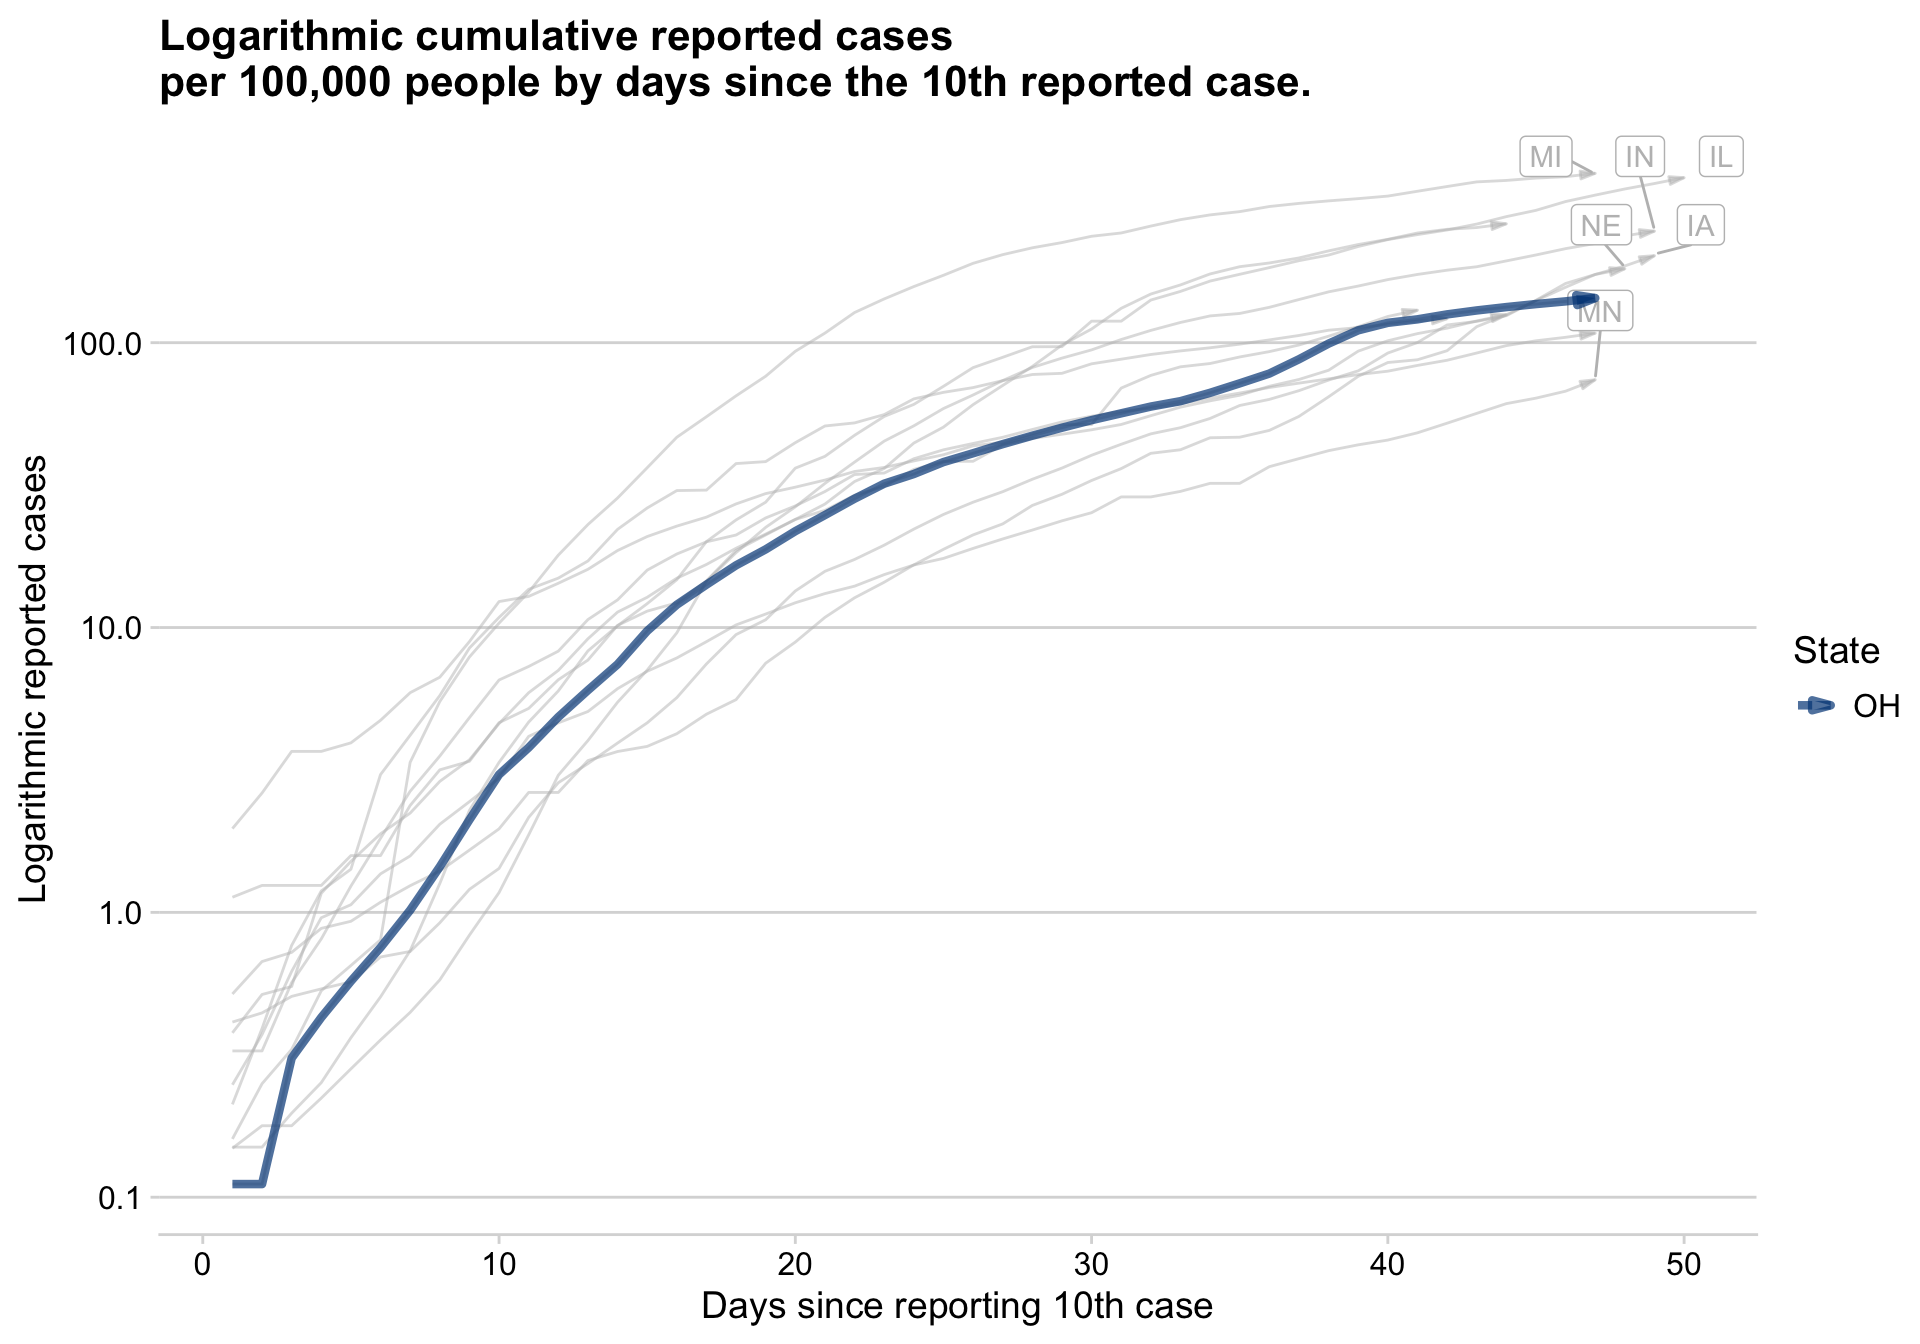 Logarithmic cumulative reported cases
per 100,000 people by days since the 10th reported case.
MI
IN
IL
NE
IA
MN
100.0
10.0
1.0
0.1
Logarithmic reported cases
0
10
20
30
40
50
Days since reporting 10th case
State
OH